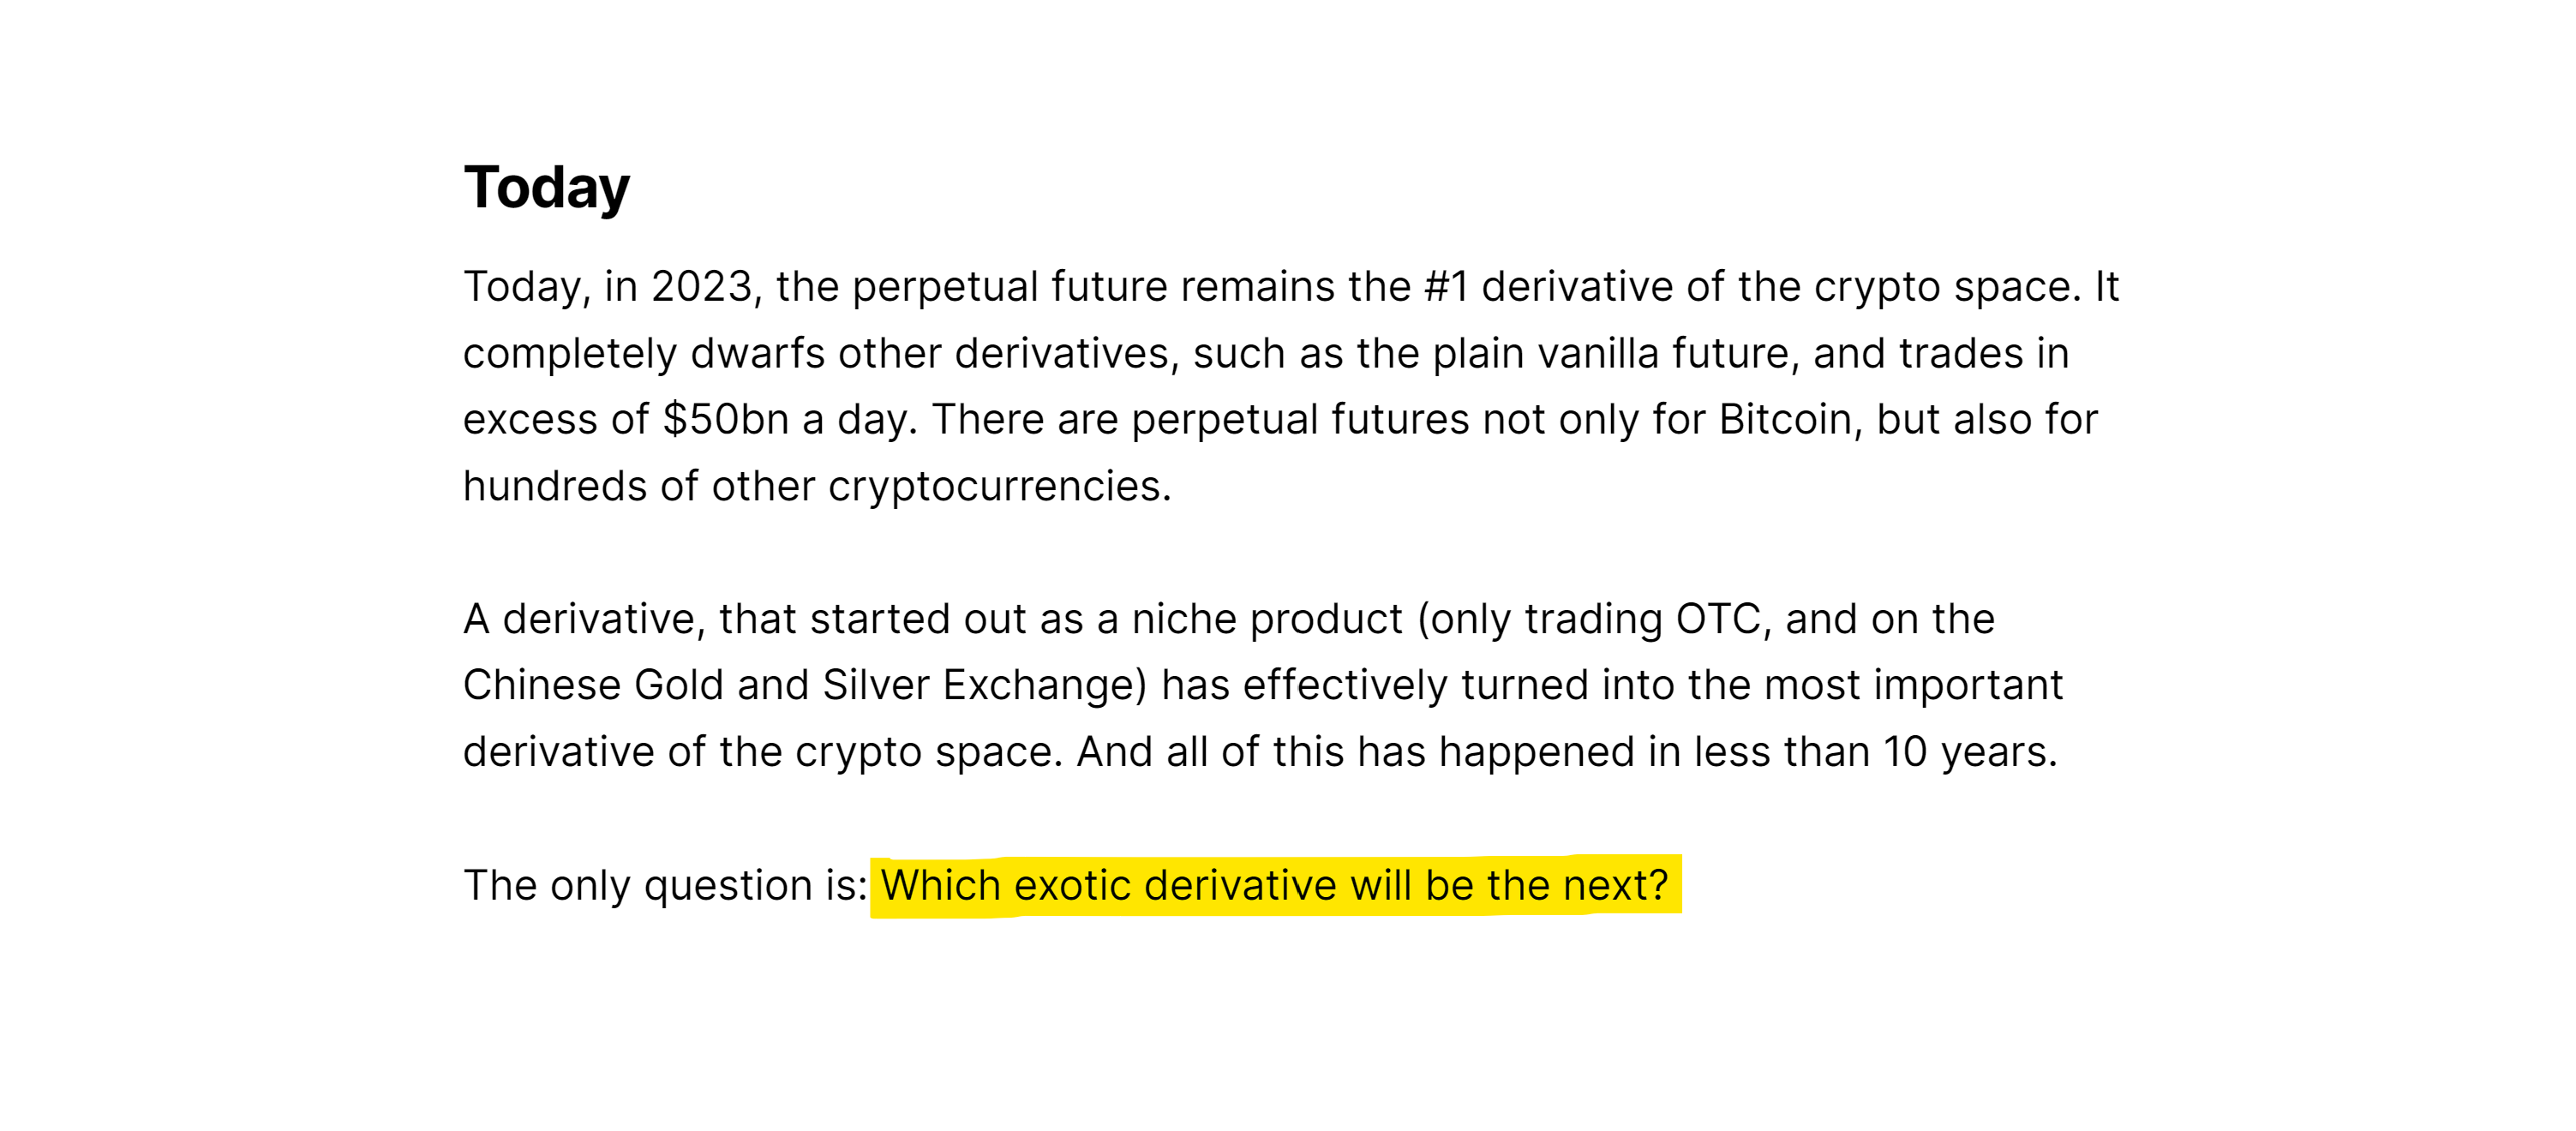 Today
Today, in 2023, the perpetual future remains the #1 derivative of the crypto space. It
completely dwarfs other derivatives, such as the plain vanilla future, and trades in
excess of $50bn a day. There are perpetual futures not only for Bitcoin, but also for
hundreds of other cryptocurrencies.
A derivative, that started out as a niche product (only trading OTC, and on the
Chinese Gold and Silver Exchange) has effectively turned into the most important
derivative of the crypto space. And all of this has happened in less than 10 years.
The only question is: Which exotic derivative will be the next?